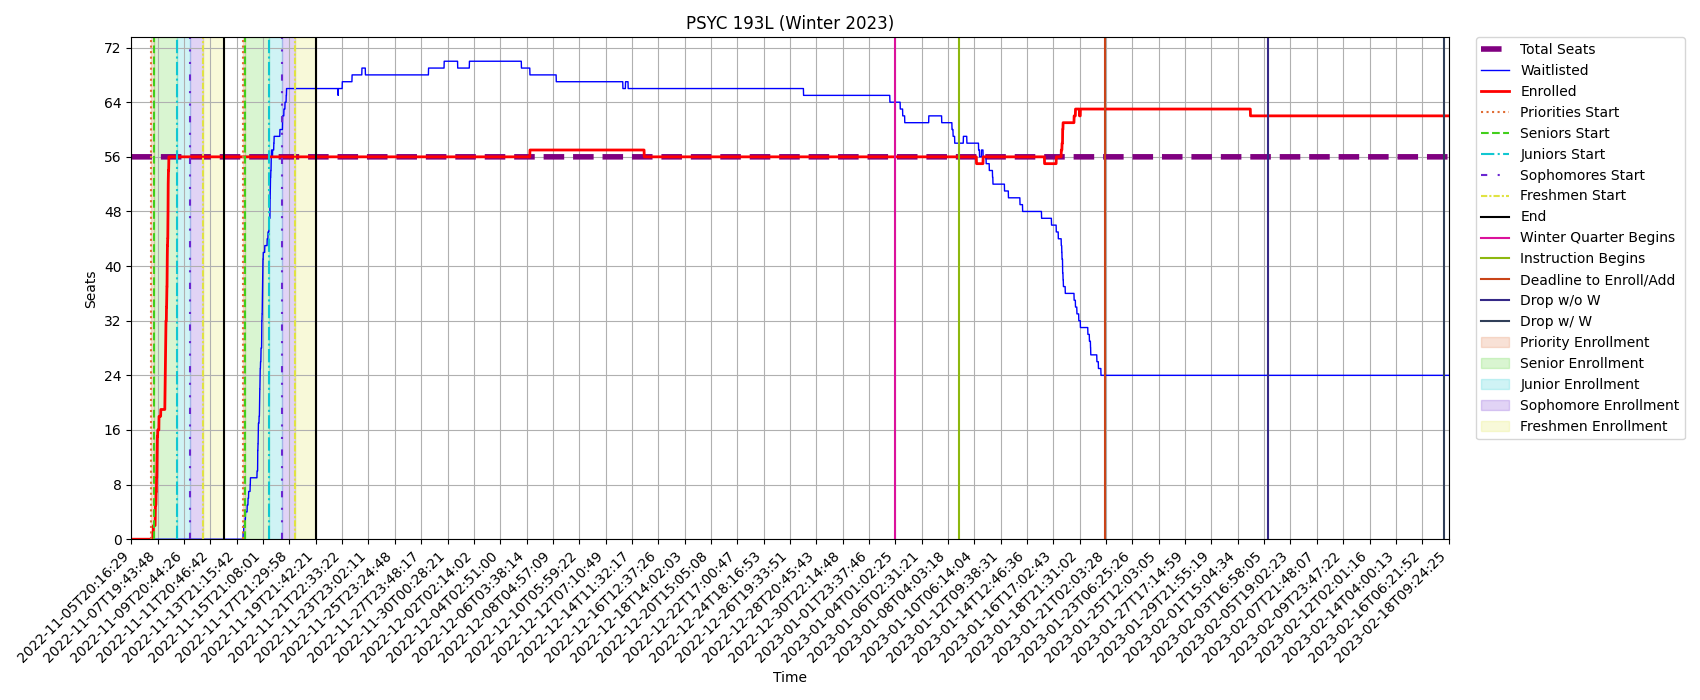 PSYC 193L (Winter 2023)
72
64
56
48
40
32
24
16
8
0
Seats
2022-11-05T20:16:29
2022-11-07T19:43:48
2022-11-09T20:44:26
2022-11-11T20:46:42
2022-11-13T21:15:42
2022-11-15T21:08:01
2022-11-17T21:29:58
2022-11-19T21:42:21
2022-11-21T22:33:22
2022-11-23T23:02:11
2022-11-25T23:24:48
2022-11-27T23:48:17
2022-11-30T00:28:21
2022-12-02T02:14:02
2022-12-04T02:51:00
2022-12-06T03:38:14
2022-12-08T04:57:09
2022-12-10T05:59:22
2022-12-12T07:10:49
2022-12-14T11:32:17
2022-12-16T12:37:26
2022-12-18T14:02:03
2022-12-20T15:05:08
2022-12-22T17:00:47
2022-12-24T18:16:53
2022-12-26T19:33:51
2022-12-28T20:45:43
2022-12-30T22:14:48
2023-01-01T23:37:46
2023-01-04T01:02:25
2023-01-06T02:31:21
2023-01-08T04:03:18
2023-01-10T06:14:04
2023-01-12T09:38:31
2023-01-14T12:46:36
2023-01-16T17:02:43
2023-01-18T21:31:02
2023-01-21T02:03:28
2023-01-23T06:25:26
2023-01-25T12:03:05
2023-01-27T17:14:59
2023-01-29T21:55:19
2023-02-01T15:04:34
2023-02-03T16:58:05
2023-02-05T19:02:23
2023-02-07T21:48:07
2023-02-09T23:47:22
2023-02-12T02:01:16
2023-02-14T04:00:13
2023-02-16T06:21:52
2023-02-18T09:24:25
Time
Total Seats
Waitlisted
Enrolled
Priorities Start
Seniors Start
Juniors Start
Sophomores Start
Freshmen Start
End
Winter Quarter Begins
Instruction Begins
Deadline to Enroll/Add
Drop w/o W
Drop w/ W
Priority Enrollment
Senior Enrollment
Junior Enrollment
Sophomore Enrollment
Freshmen Enrollment